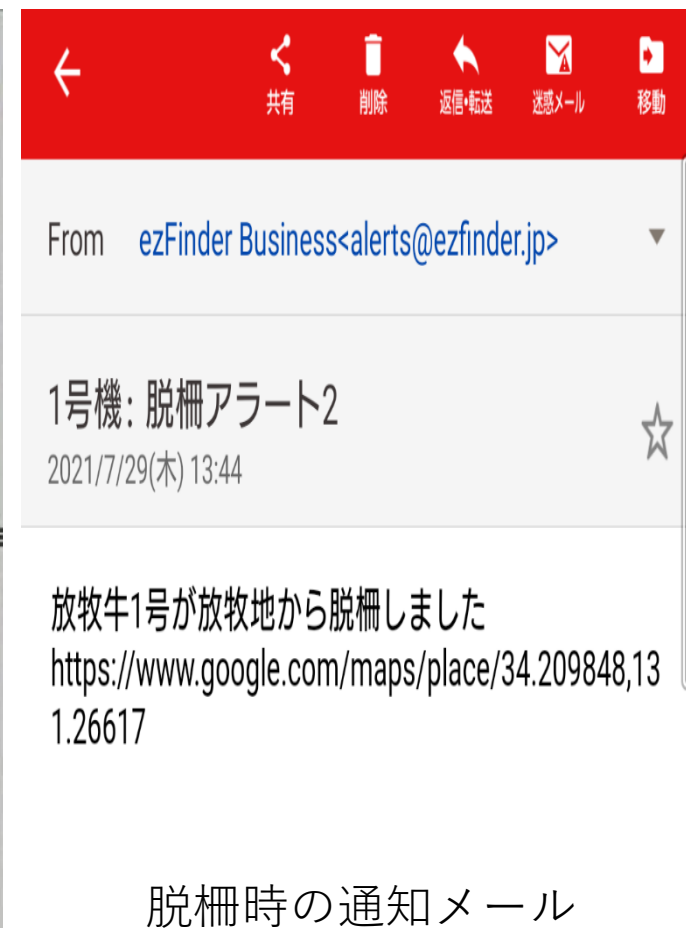 共有 削除 返信・転送 迷惑メール 移動
From ezFinder Business<alerts@ezfinder.jp>
1号機: 脱柵アラート2
2021/7/29(木) 13:44
放牧牛1号が放牧地から脱柵しました
https://www.google.com/maps/place/34.209848,13
1.26617
脱柵時の通知メール